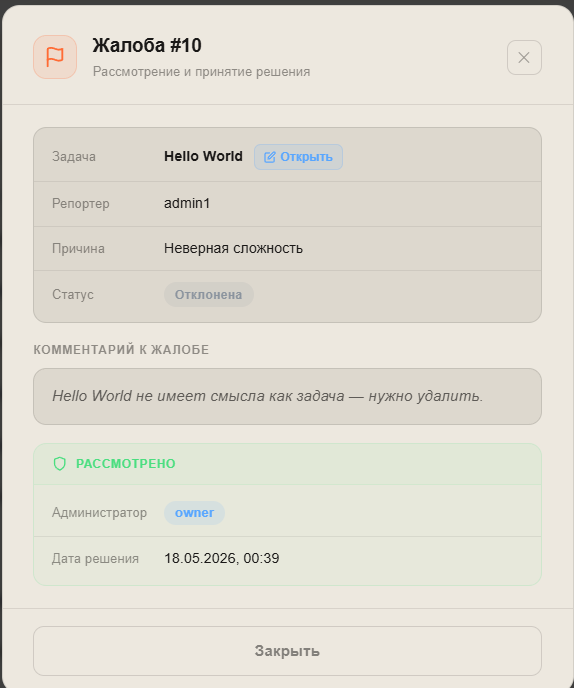 Жалоба #10
Рассмотрение и принятие решения
Задача Hello World Открыть
Репортер admin1
Причина Неверная сложность
Статус Отклонена
КОММЕНТАРИЙ К ЖАЛОБЕ
Hello World не имеет смысла как задача — нужно удалить.
РАССМОТРЕНО
Администратор owner
Дата решения 18.05.2026, 00:39
Закрыть